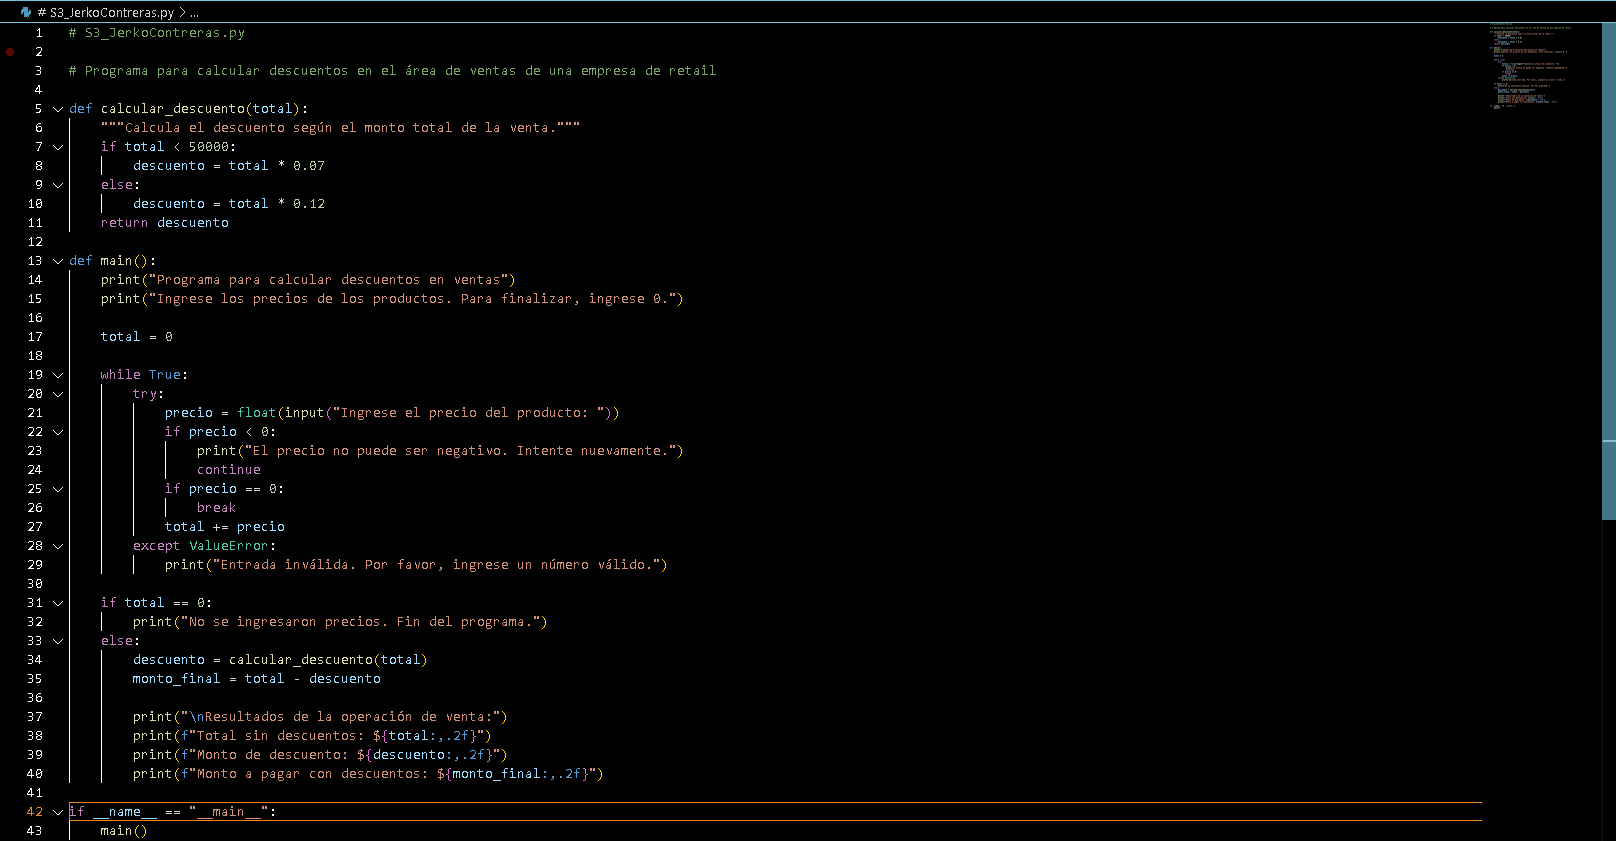 # S3_JerkoContreras.py > ...
1 # S3_JerkoContreras.py
2
3 # Programa para calcular descuentos en el área de ventas de una empresa de retail
4
5 def calcular_descuento(total):
6     """Calcula el descuento según el monto total de la venta."""
7     if total < 50000:
8         descuento = total * 0.07
9     else:
10         descuento = total * 0.12
11     return descuento
12
13 def main():
14     print("Programa para calcular descuentos en ventas")
15     print("Ingrese los precios de los productos. Para finalizar, ingrese 0.")
16
17     total = 0
18
19     while True:
20         try:
21             precio = float(input("Ingrese el precio del producto: "))
22             if precio < 0:
23                 print("El precio no puede ser negativo. Intente nuevamente.")
24                 continue
25             if precio == 0:
26                 break
27             total += precio
28         except ValueError:
29             print("Entrada inválida. Por favor, ingrese un número válido.")
30
31     if total == 0:
32         print("No se ingresaron precios. Fin del programa.")
33     else:
34         descuento = calcular_descuento(total)
35         monto_final = total - descuento
36
37         print("\nResultados de la operación de venta:")
38         print(f"Total sin descuentos: ${total:,.2f}")
39         print(f"Monto de descuento: ${descuento:,.2f}")
40         print(f"Monto a pagar con descuentos: ${monto_final:,.2f}")
41
42 if __name__ == "__main__":
43     main()